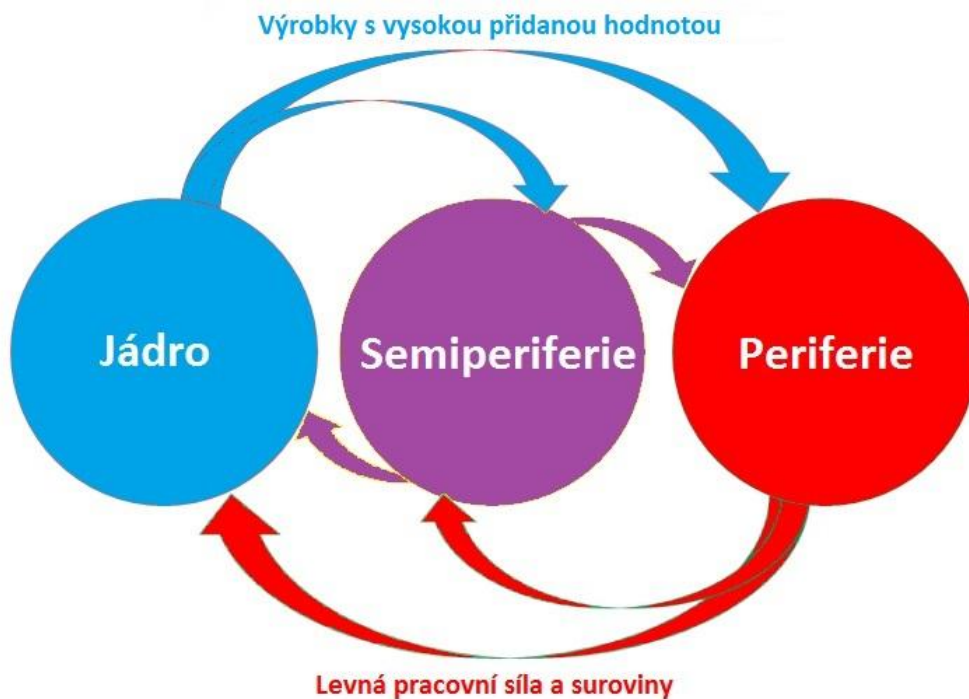 Výrobky s vysokou přidanou hodnotou
Jádro
Semiperiferie
Periferie
Levná pracovní síla a suroviny